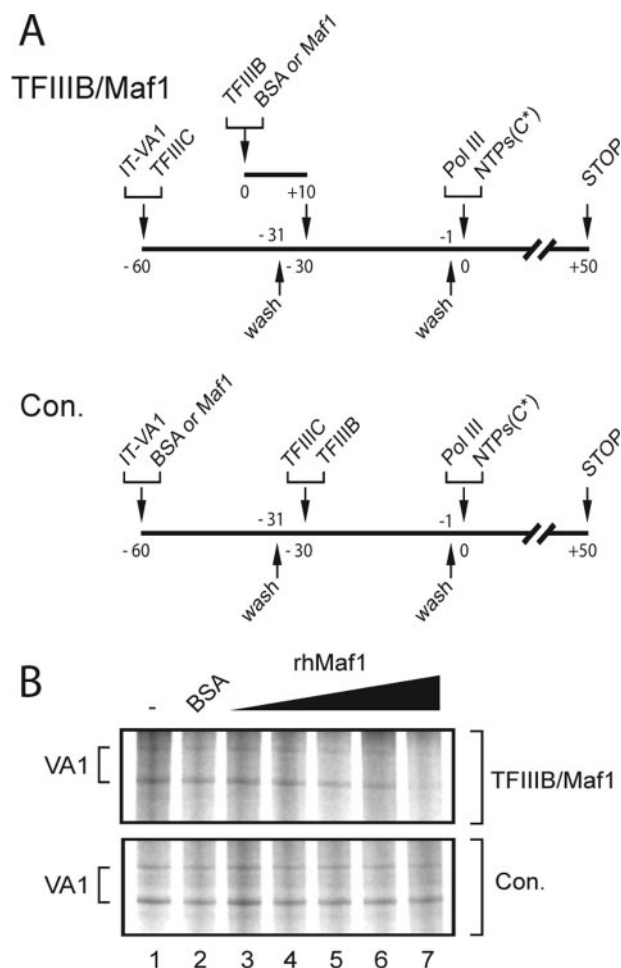 A
TFIIIB/Maf1
TFIIIB
BSA or Maf1
IT-VA1
TFIIIC
0
+10
Pol III
NTPs(C*)
STOP
- 31
-1
- 60
- 30
0
+50
wash
wash
Con.
IT-VA1
BSA or Maf1
TFIIIC
TFIIIB
Pol III
NTPs(C*)
STOP
-31
-1
- 60
- 30
0
+50
wash
wash
B
rhMaf1
- BSA
VA1
TFIIIB/Maf1
VA1
Con.
1 2 3 4 5 6 7